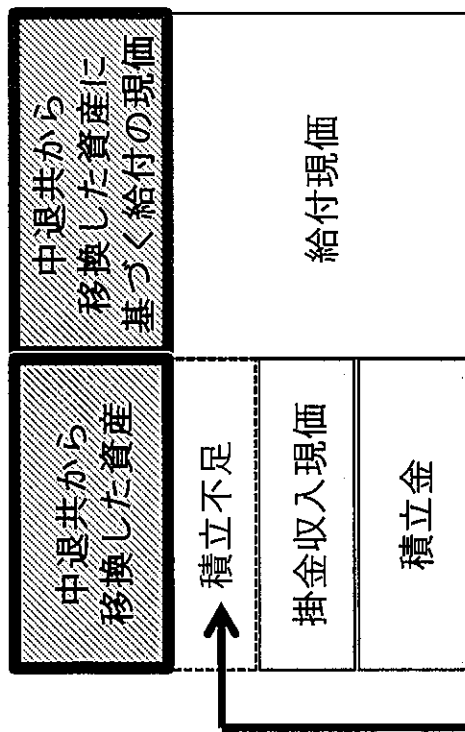 中退共から
移換した資産
積立不足
掛金収入現価
積立金
中退共から
移換した資産に
基づく給付の現価
給付現価